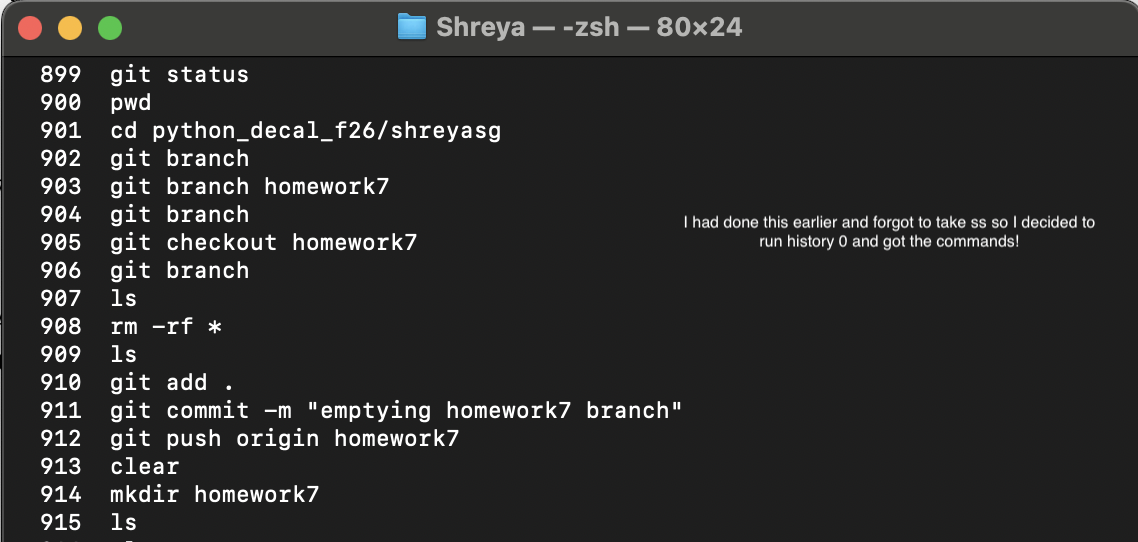 Shreya — -zsh — 80×24
899 git status
900 pwd
901 cd python_decal_f26/shreyasg
902 git branch
903 git branch homework7
904 git branch
I had done this earlier and forgot to take ss so I decided to
run history 0 and got the commands!
905 git checkout homework7
906 git branch
907 ls
908 rm -rf *
909 ls
910 git add .
911 git commit -m "emptying homework7 branch"
912 git push origin homework7
913 clear
914 mkdir homework7
915 ls